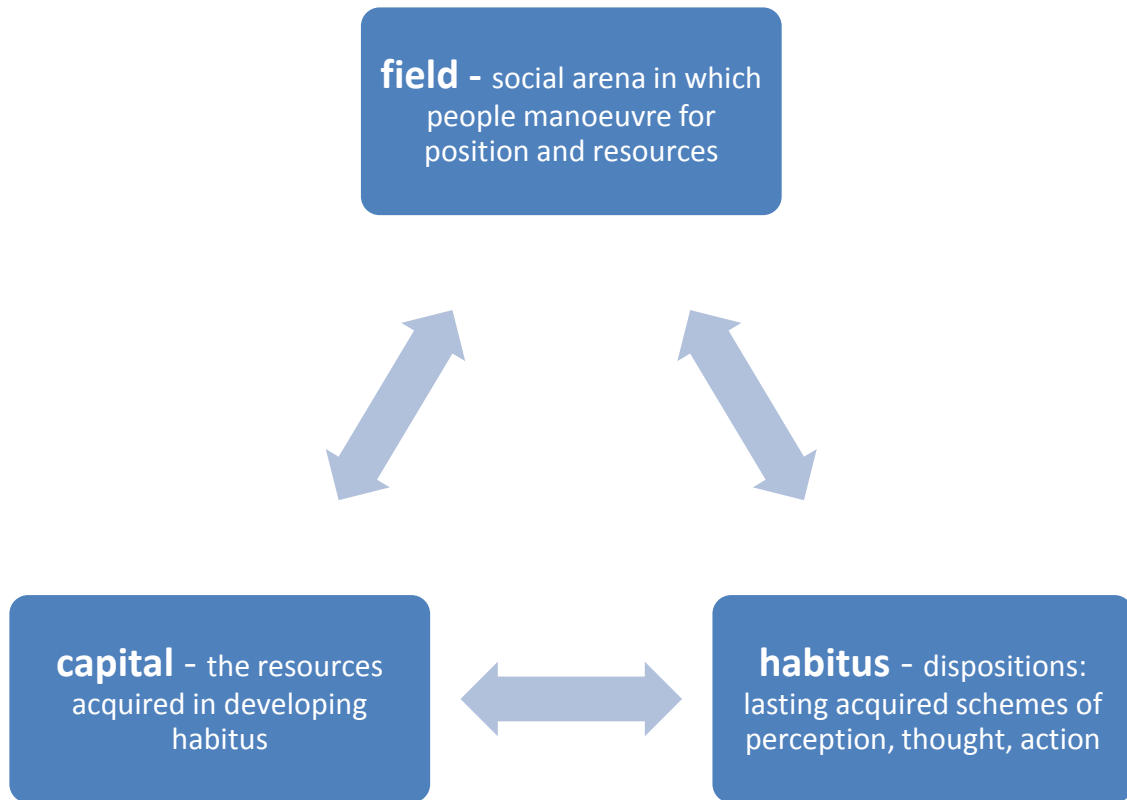 field - social arena in which
people manoeuvre for
position and resources
capital - the resources
acquired in developing
habitus
habitus - dispositions:
lasting acquired schemes of
perception, thought, action